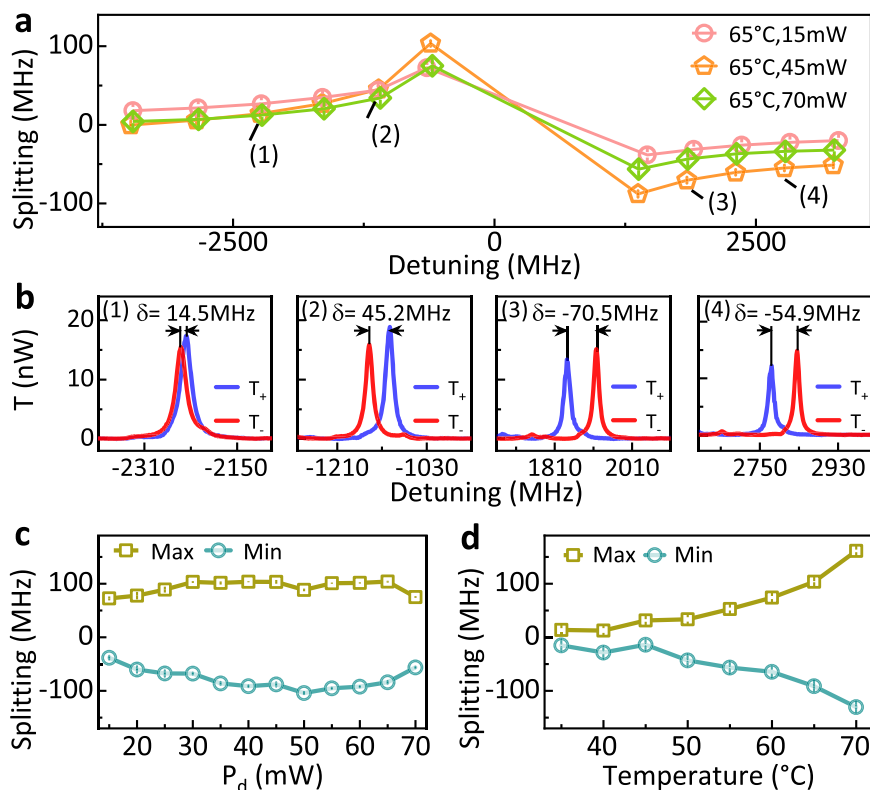 a
Splitting (MHz)
100
0
-100
65°C,15mW
65°C,45mW
65°C,70mW
(1)
(2)
(3)
(4)
-2500
0
2500
Detuning (MHz)
b
T (nW)
20
10
0
(1) δ= 14.5MHz
T+
T-
-2310
-2150
(2) δ= 45.2MHz
T+
T-
-1210
-1030
(3) δ= -70.5MHz
T+
T-
1810
2010
(4) δ= -54.9MHz
T+
T-
2750
2930
Detuning (MHz)
c
Max
Min
Splitting (MHz)
100
0
-100
20
30
40
50
60
70
Pd (mW)
d
Max
Min
Splitting (MHz)
100
0
-100
40
50
60
70
Temperature (°C)